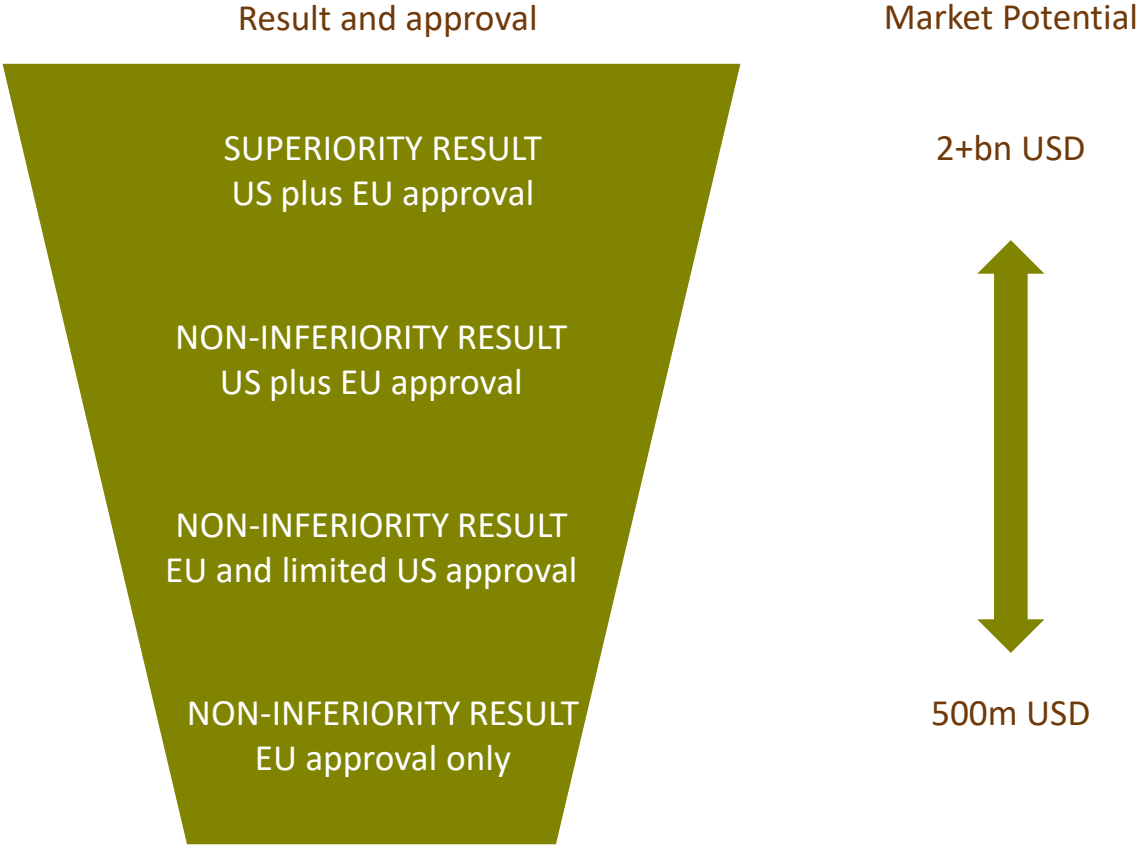 Result and approval
Market Potential
SUPERIORITY RESULT
US plus EU approval
2+bn USD
NON-INFERIORITY RESULT
US plus EU approval
NON-INFERIORITY RESULT
EU and limited US approval
NON-INFERIORITY RESULT
EU approval only
500m USD